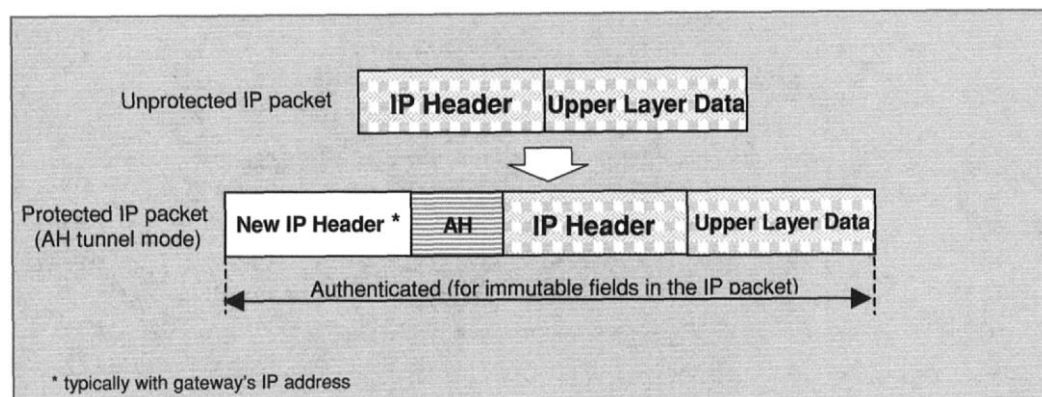 Unprotected IP packet
IP Header
Upper Layer Data
Protected IP packet
(AH tunnel mode)
New IP Header *
AH
IP Header
Upper Layer Data
Authenticated (for immutable fields in the IP packet)
* typically with gateway's IP address